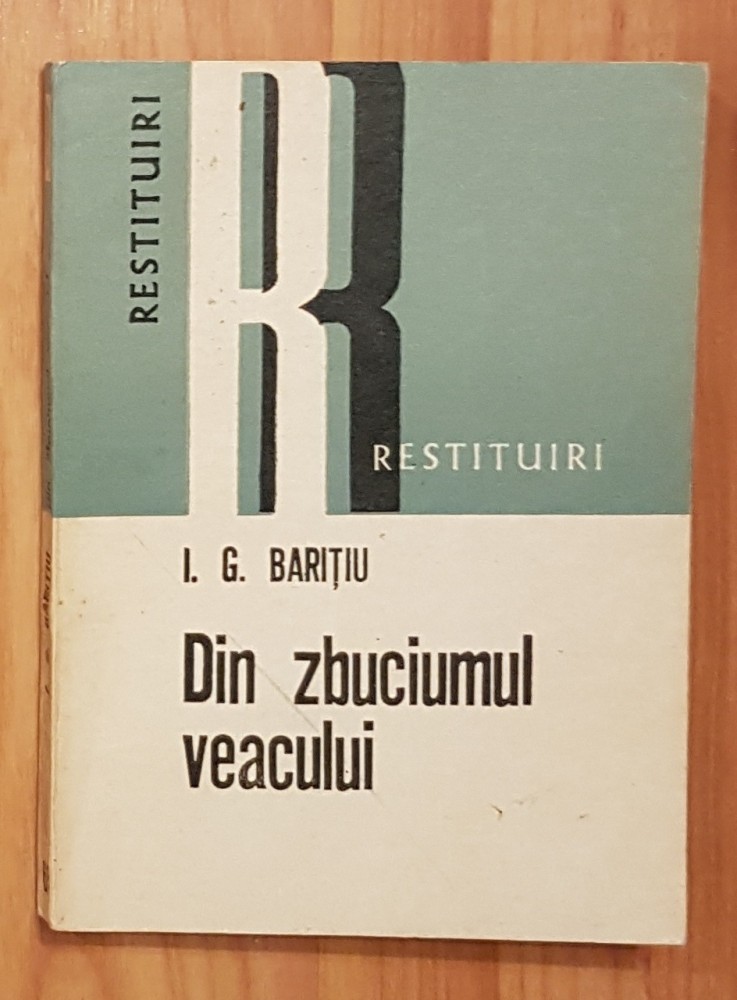 RESTITUIRI
RESTITUIRI
I. G. BARIȚIU
Din zbuciumul
veacului